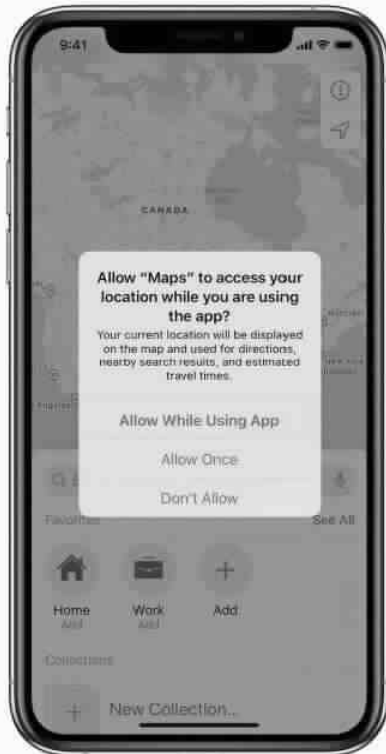 9:41
CANADA
Allow “Maps” to access your
location while you are using
the app?
Your current location will be displayed
on the map and used for directions,
nearby search results, and estimated
travel times.
Allow While Using App
Allow Once
Don't Allow
Favorites
See All
Home
Work
Add
Add
Add
Collections
New Collection...